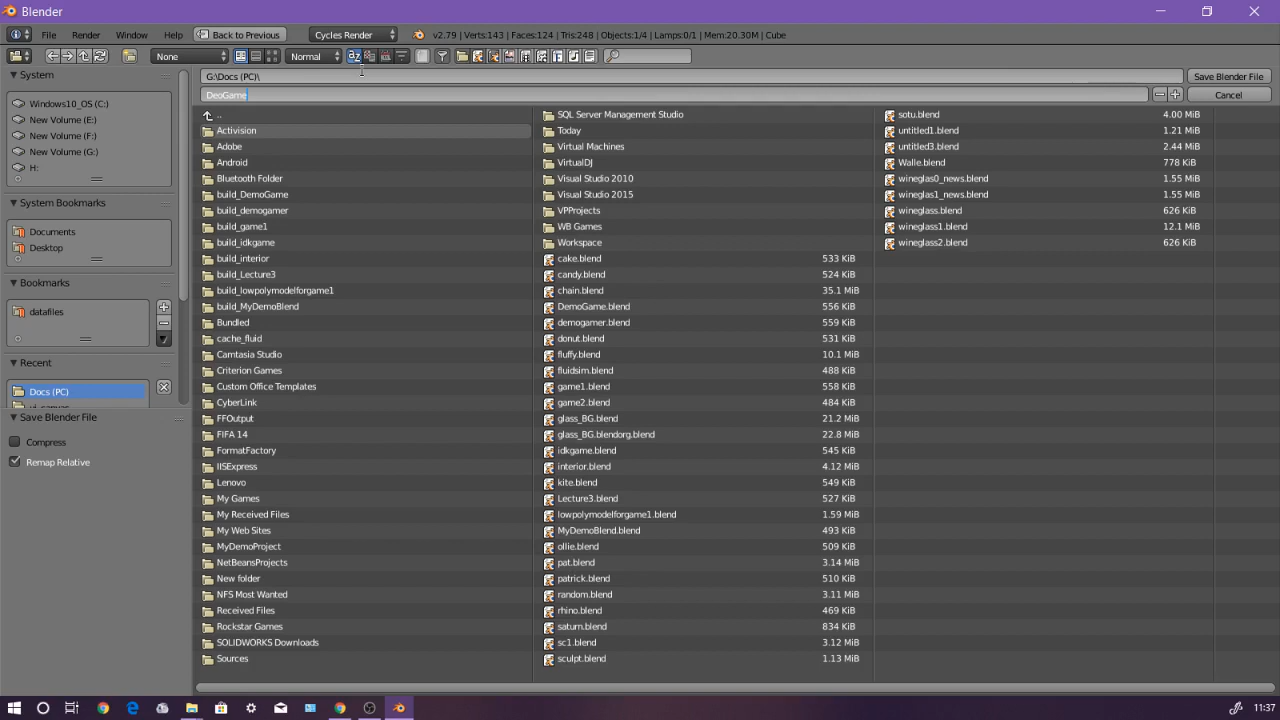 Blender
File Render Window Help Back to Previous Cycles Render v2.79 | Verts:143 | Faces:124 | Tris:248 | Objects:1/4 | Lamps:0/1 | Mem:20.30M | Cube
None Normal
System
Windows10_OS (C:)
New Volume (E:)
New Volume (F:)
New Volume (G:)
H:
System Bookmarks
Documents
Desktop
Bookmarks
datafiles
Recent
Docs (PC)
Save Blender File
Compress
Remap Relative
G:\Docs (PC)\ Save Blender File
DeoGame Cancel
..
Activision
Adobe
Android
Bluetooth Folder
build_DemoGame
build_demogamer
build_game1
build_idkgame
build_interior
build_Lecture3
build_lowpolymodelforgame1
build_MyDemoBlend
Bundled
cache_fluid
Camtasia Studio
Criterion Games
Custom Office Templates
CyberLink
FFOutput
FIFA 14
FormatFactory
IISExpress
Lenovo
My Games
My Received Files
My Web Sites
MyDemoProject
NetBeansProjects
New folder
NFS Most Wanted
Received Files
Rockstar Games
SOLIDWORKS Downloads
Sources
SQL Server Management Studio
Today
Virtual Machines
VirtualDJ
Visual Studio 2010
Visual Studio 2015
VPProjects
WB Games
Workspace
cake.blend 533 KiB
candy.blend 524 KiB
chain.blend 35.1 MiB
DemoGame.blend 556 KiB
demogamer.blend 559 KiB
donut.blend 531 KiB
fluffy.blend 10.1 MiB
fluidsim.blend 488 KiB
game1.blend 558 KiB
game2.blend 484 KiB
glass_BG.blend 21.2 MiB
glass_BG.blendorg.blend 22.8 MiB
idkgame.blend 545 KiB
interior.blend 4.12 MiB
kite.blend 549 KiB
Lecture3.blend 527 KiB
lowpolymodelforgame1.blend 1.59 MiB
MyDemoBlend.blend 493 KiB
ollie.blend 509 KiB
pat.blend 3.14 MiB
patrick.blend 510 KiB
random.blend 3.11 MiB
rhino.blend 469 KiB
saturn.blend 834 KiB
sc1.blend 3.12 MiB
sculpt.blend 1.13 MiB
sotu.blend 4.00 MiB
untitled1.blend 1.21 MiB
untitled3.blend 2.44 MiB
Walle.blend 778 KiB
wineglas0_news.blend 1.55 MiB
wineglas1_news.blend 1.55 MiB
wineglass.blend 626 KiB
wineglass1.blend 12.1 MiB
wineglass2.blend 626 KiB
11:37